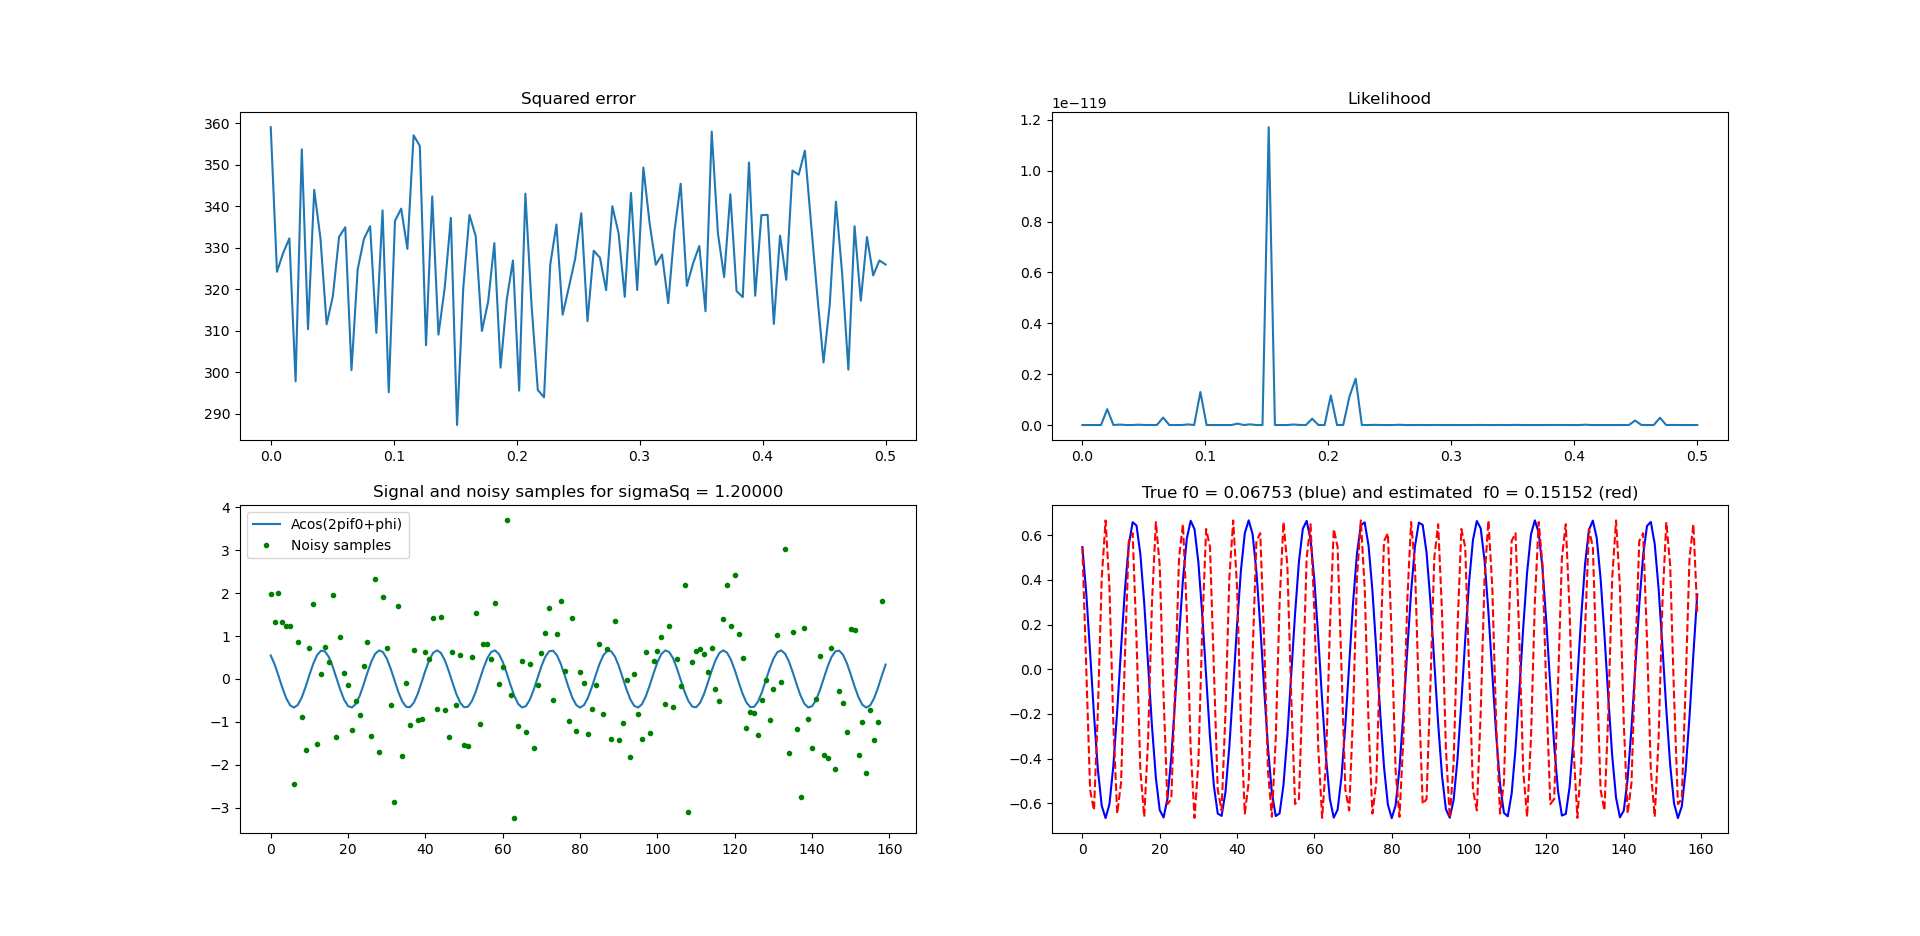 Squared error
360
350
340
330
320
310
300
290
0.0 0.1 0.2 0.3 0.4 0.5
Likelihood
1e−119
1.2
1.0
0.8
0.6
0.4
0.2
0.0
0.0 0.1 0.2 0.3 0.4 0.5
Signal and noisy samples for sigmaSq = 1.20000
Acos(2pif0+phi)
Noisy samples
4
3
2
1
0
−1
−2
−3
0 20 40 60 80 100 120 140 160
True f0 = 0.06753 (blue) and estimated  f0 = 0.15152 (red)
0.6
0.4
0.2
0.0
−0.2
−0.4
−0.6
0 20 40 60 80 100 120 140 160